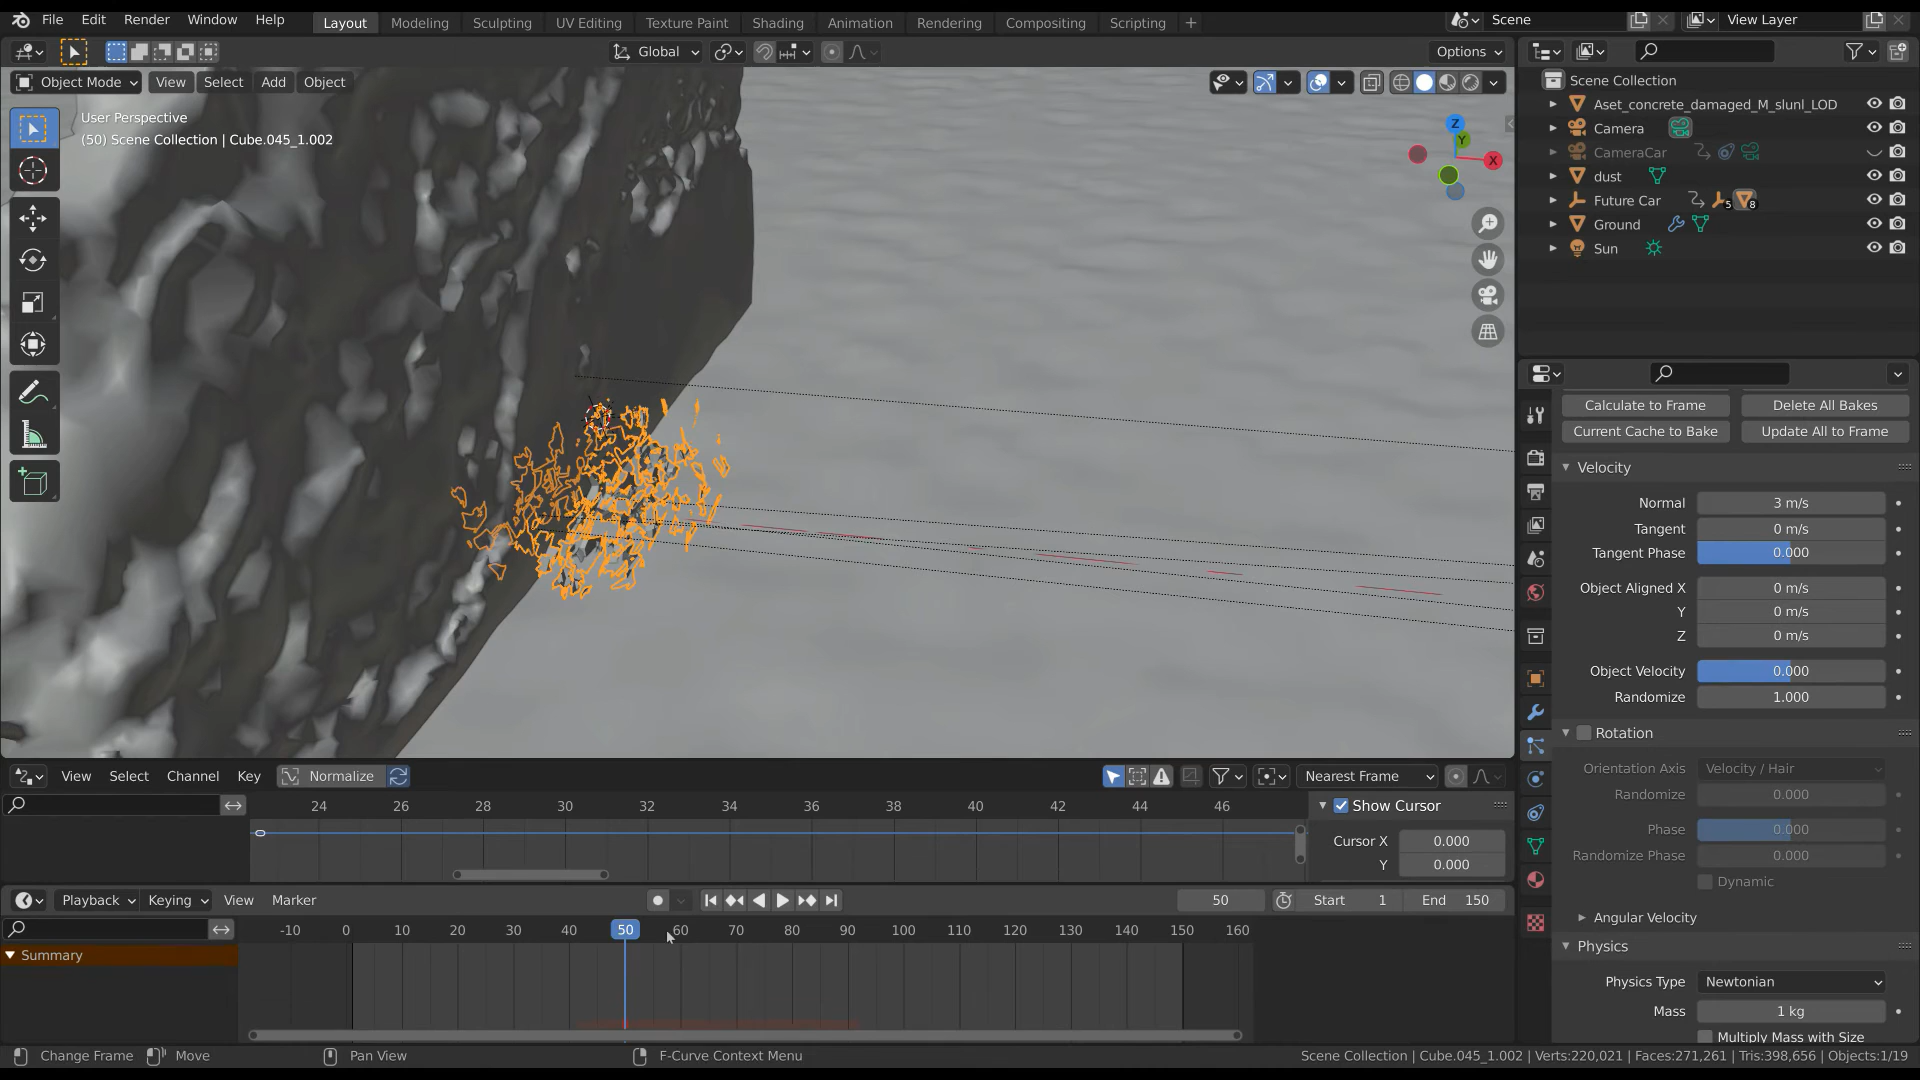 File Edit Render Window Help Layout Modeling Sculpting UV Editing Texture Paint Shading Animation Rendering Compositing Scripting + Scene View Layer
Global Options
Object Mode View Select Add Object
User Perspective
(50) Scene Collection | Cube.045_1.002
Z
Y
X
Scene Collection
Aset_concrete_damaged_M_slunl_LOD
Camera
CameraCar
dust
Future Car 5 8
Ground
Sun
Calculate to Frame Delete All Bakes
Current Cache to Bake Update All to Frame
Velocity
Normal 3 m/s
Tangent 0 m/s
Tangent Phase 0.000
Object Aligned X 0 m/s
Y 0 m/s
Z 0 m/s
Object Velocity 0.000
Randomize 1.000
Rotation
Orientation Axis Velocity / Hair
Randomize 0.000
Phase 0.000
Randomize Phase 0.000
Dynamic
Angular Velocity
Physics
Physics Type Newtonian
Mass 1 kg
Multiply Mass with Size
View Select Channel Key Normalize Nearest Frame
24 26 28 30 32 34 36 38 40 42 44 46
Show Cursor
Cursor X 0.000
Y 0.000
Playback Keying View Marker 50 Start 1 End 150
-10 0 10 20 30 40 50 60 70 80 90 100 110 120 130 140 150 160
Summary
Change Frame Move Pan View F-Curve Context Menu Scene Collection | Cube.045_1.002 | Verts:220,021 | Faces:271,261 | Tris:398,656 | Objects:1/19